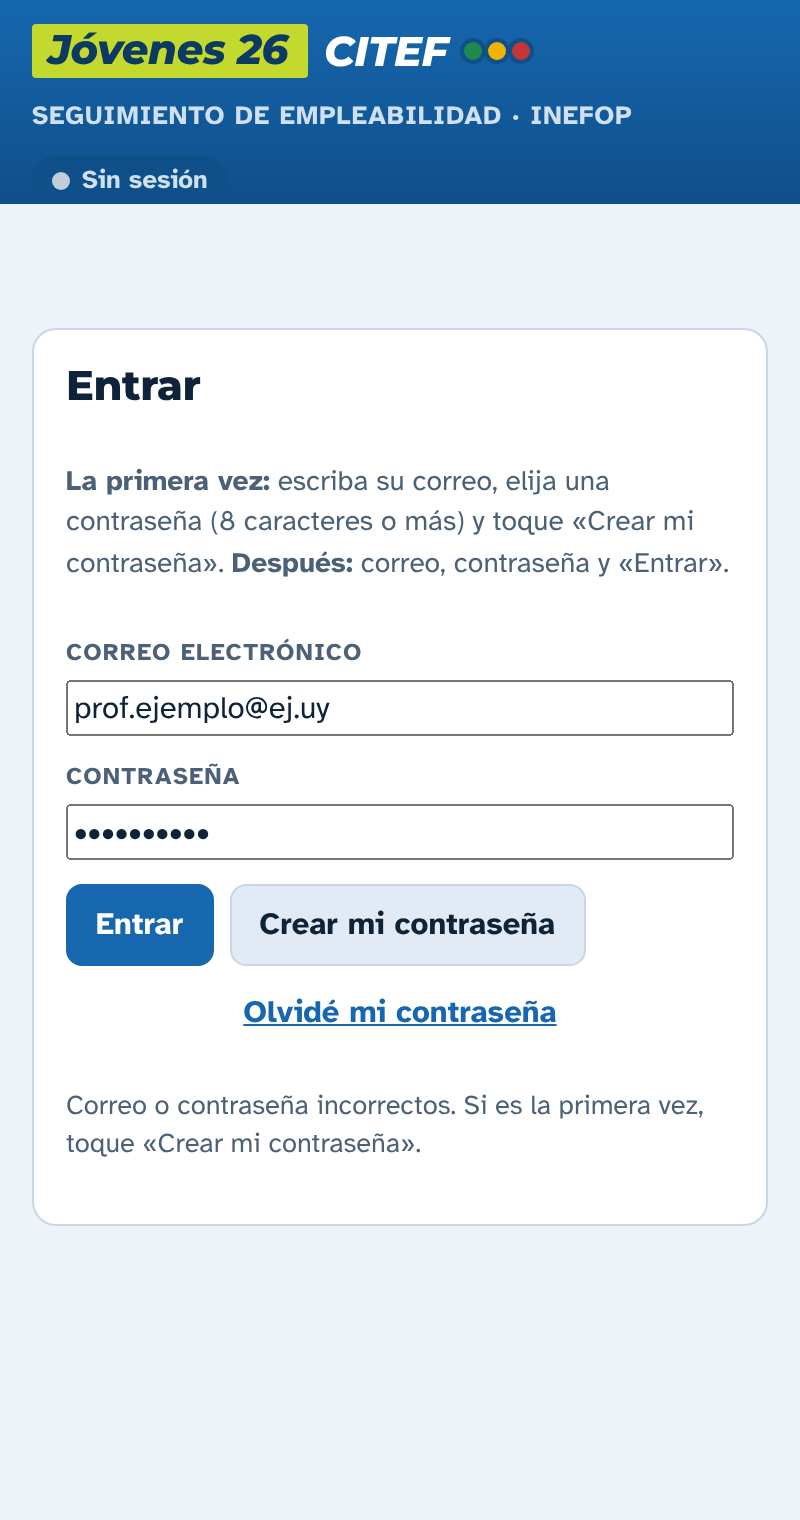 Jóvenes 26 CITEF
SEGUIMIENTO DE EMPLEABILIDAD · INEFOP
Sin sesión
Entrar
La primera vez: escriba su correo, elija una
contraseña (8 caracteres o más) y toque «Crear mi
contraseña». Después: correo, contraseña y «Entrar».
CORREO ELECTRÓNICO
prof.ejemplo@ej.uy
CONTRASEÑA
••••••••••
Entrar Crear mi contraseña
Olvidé mi contraseña
Correo o contraseña incorrectos. Si es la primera vez,
toque «Crear mi contraseña».